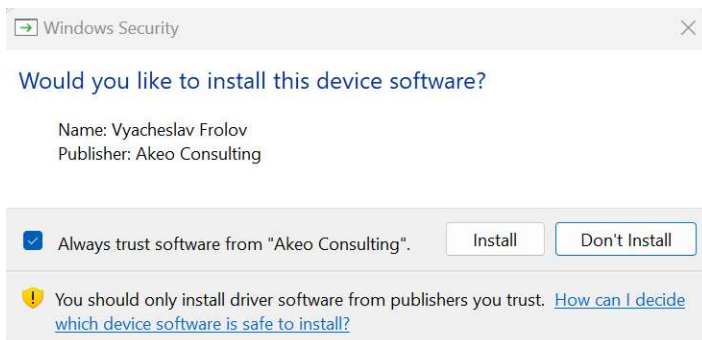 Windows Security
Would you like to install this device software?
Name: Vyacheslav Frolov
Publisher: Akeo Consulting
Always trust software from "Akeo Consulting".
Install
Don't Install
You should only install driver software from publishers you trust. How can I decide
which device software is safe to install?